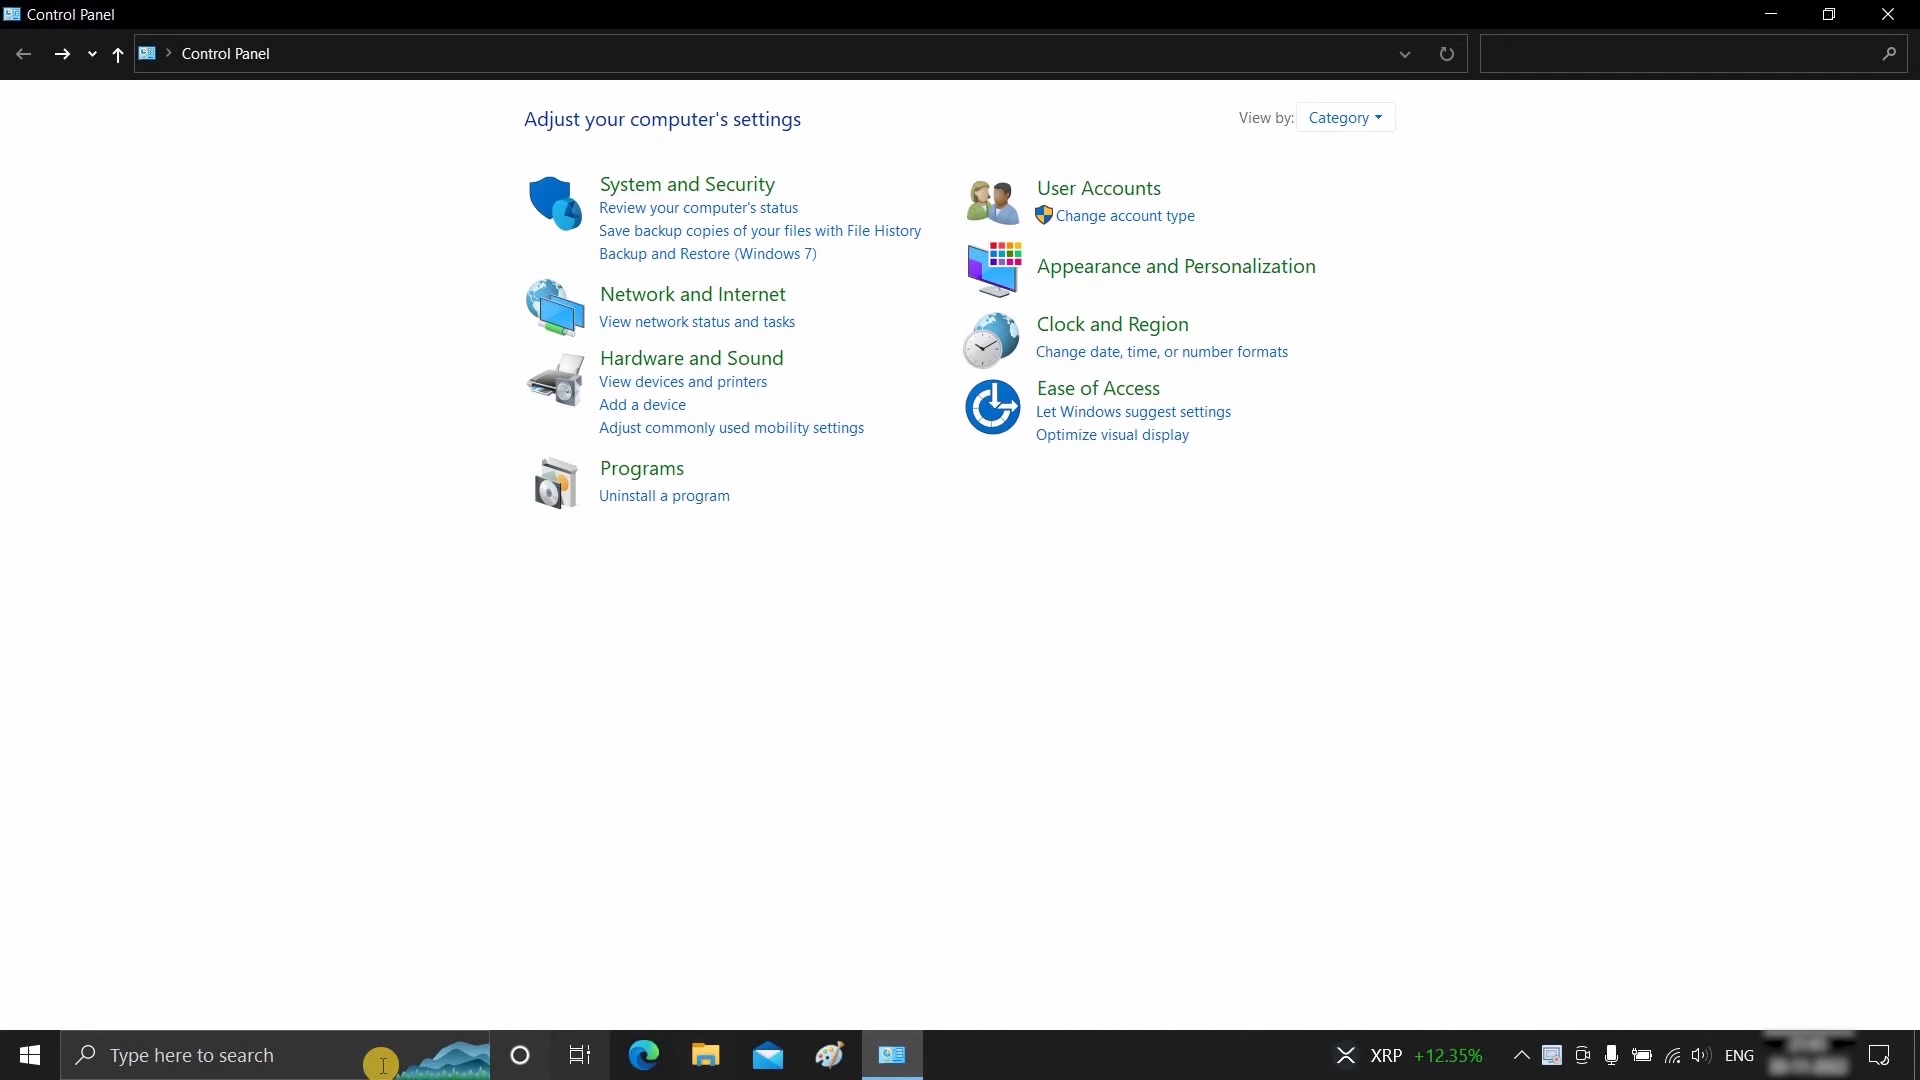 Control Panel
Control Panel
Adjust your computer's settings
View by: Category
System and Security
Review your computer's status
Save backup copies of your files with File History
Backup and Restore (Windows 7)
Network and Internet
View network status and tasks
Hardware and Sound
View devices and printers
Add a device
Adjust commonly used mobility settings
Programs
Uninstall a program
User Accounts
Change account type
Appearance and Personalization
Clock and Region
Change date, time, or number formats
Ease of Access
Let Windows suggest settings
Optimize visual display
Type here to search
XRP +12.35%
ENG